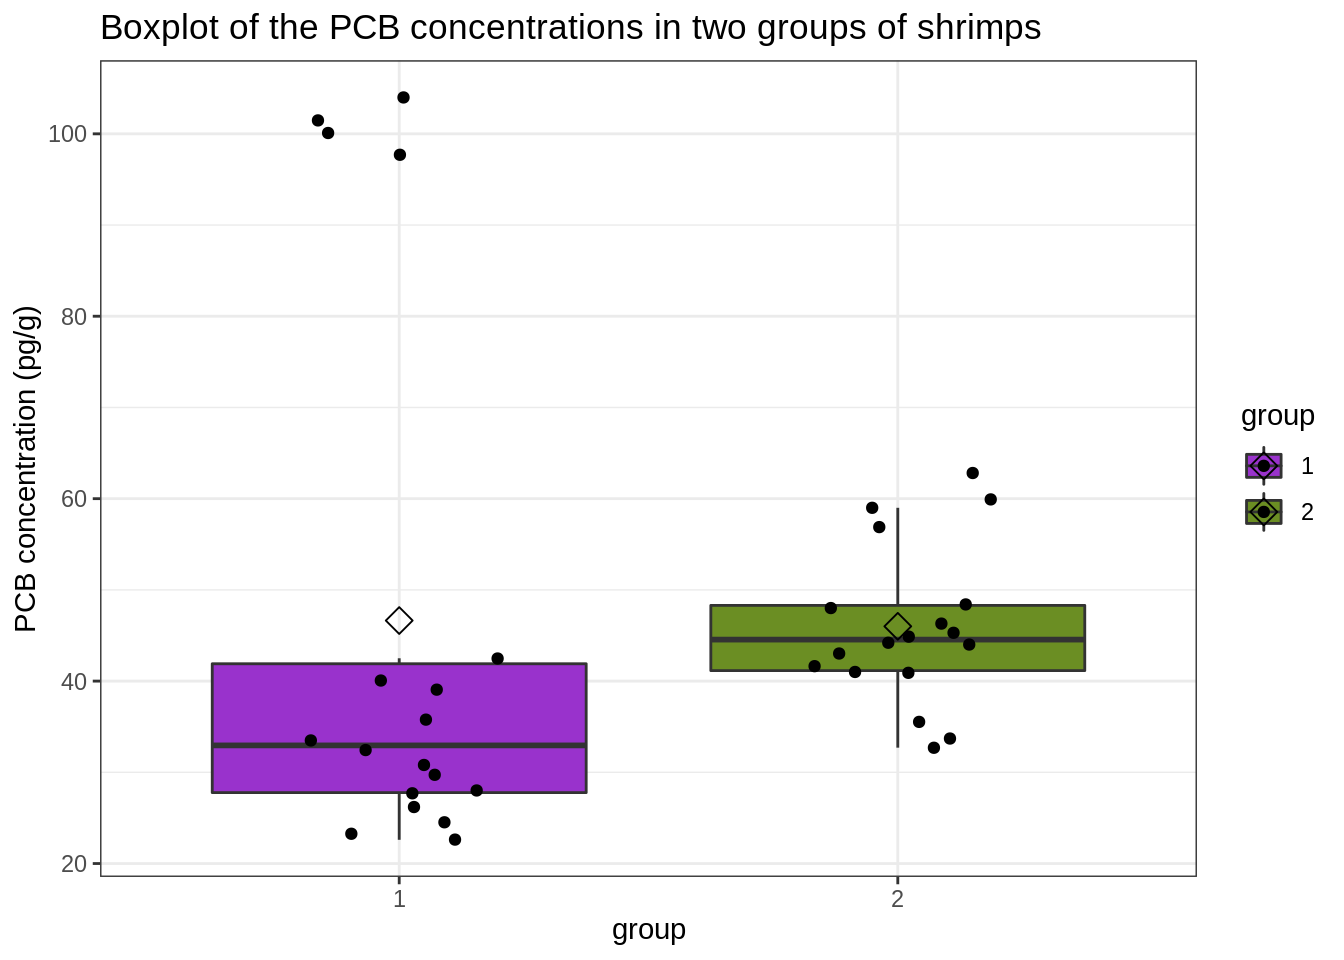 Boxplot of the PCB concentrations in two groups of shrimps
PCB concentration (pg/g)
100
80
60
40
20
1
2
group
group
1
2